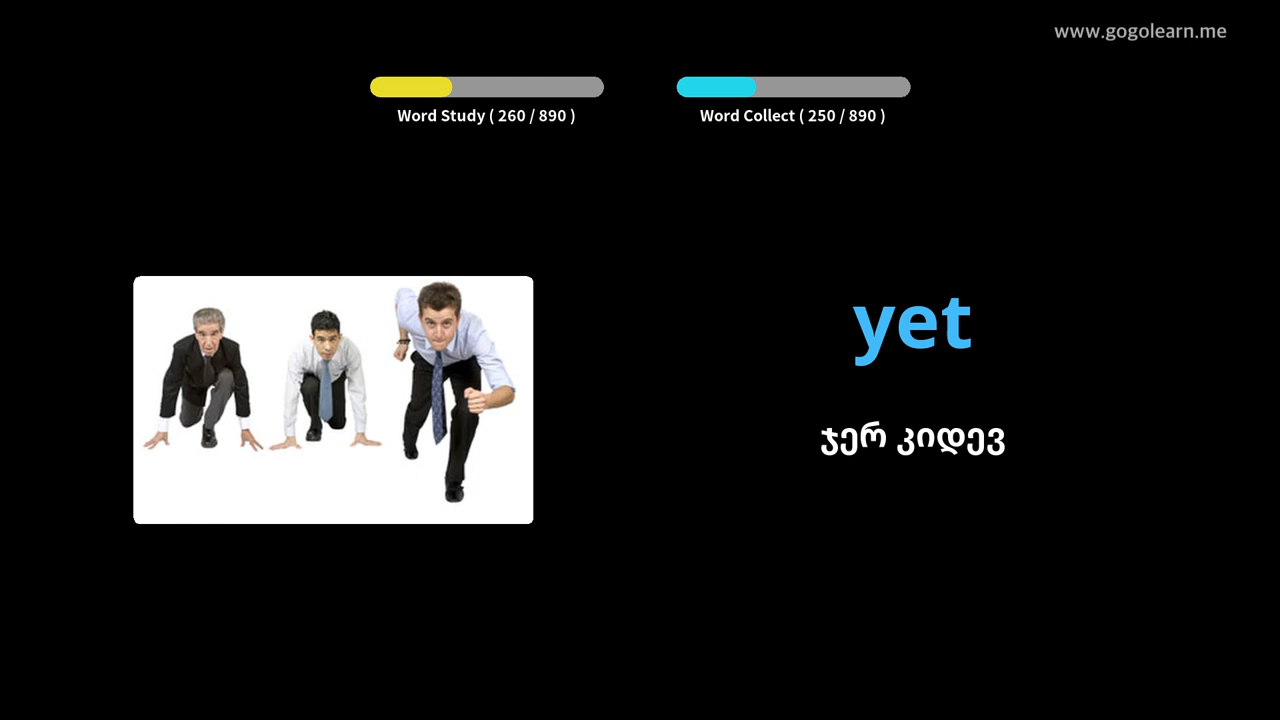 www.gogolearn.me
Word Study ( 260 / 890 )
Word Collect ( 250 / 890 )
yet
ჯერ კიდევ